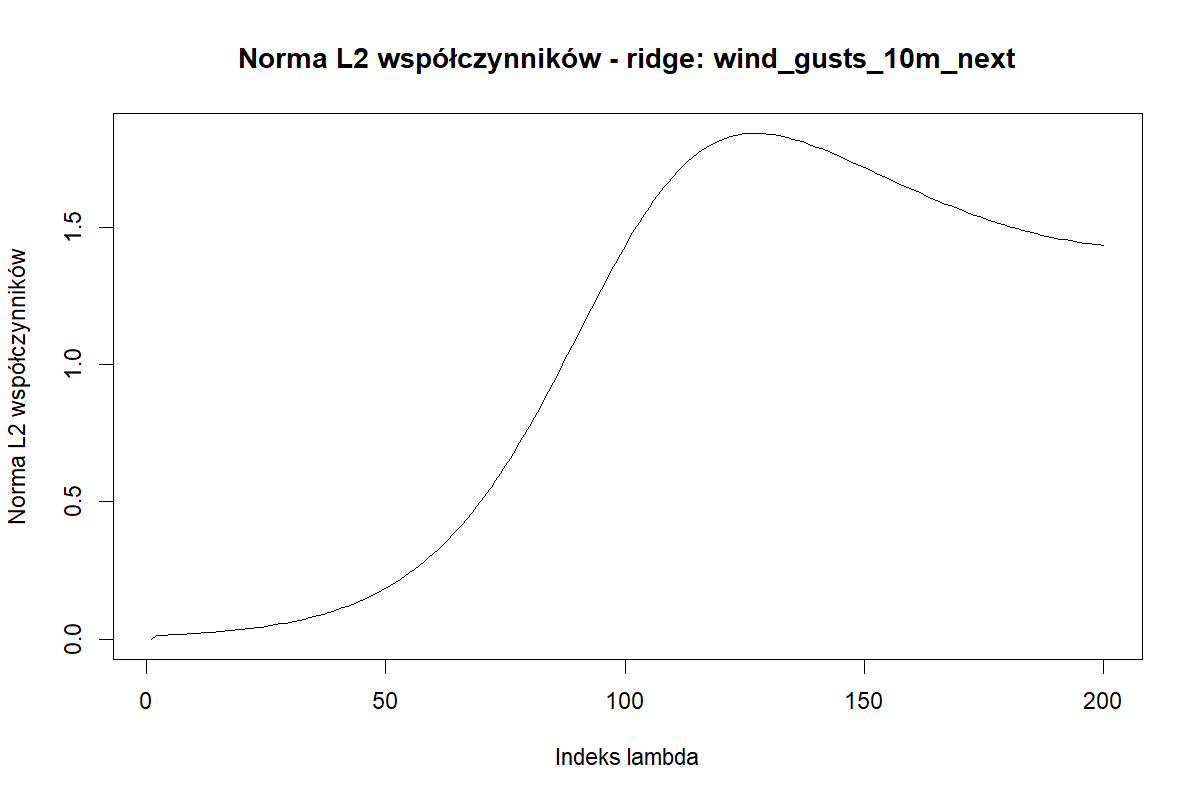 Norma L2 współczynników - ridge: wind_gusts_10m_next
Norma L2 współczynników
1.5
1.0
0.5
0.0
0 50 100 150 200
Indeks lambda